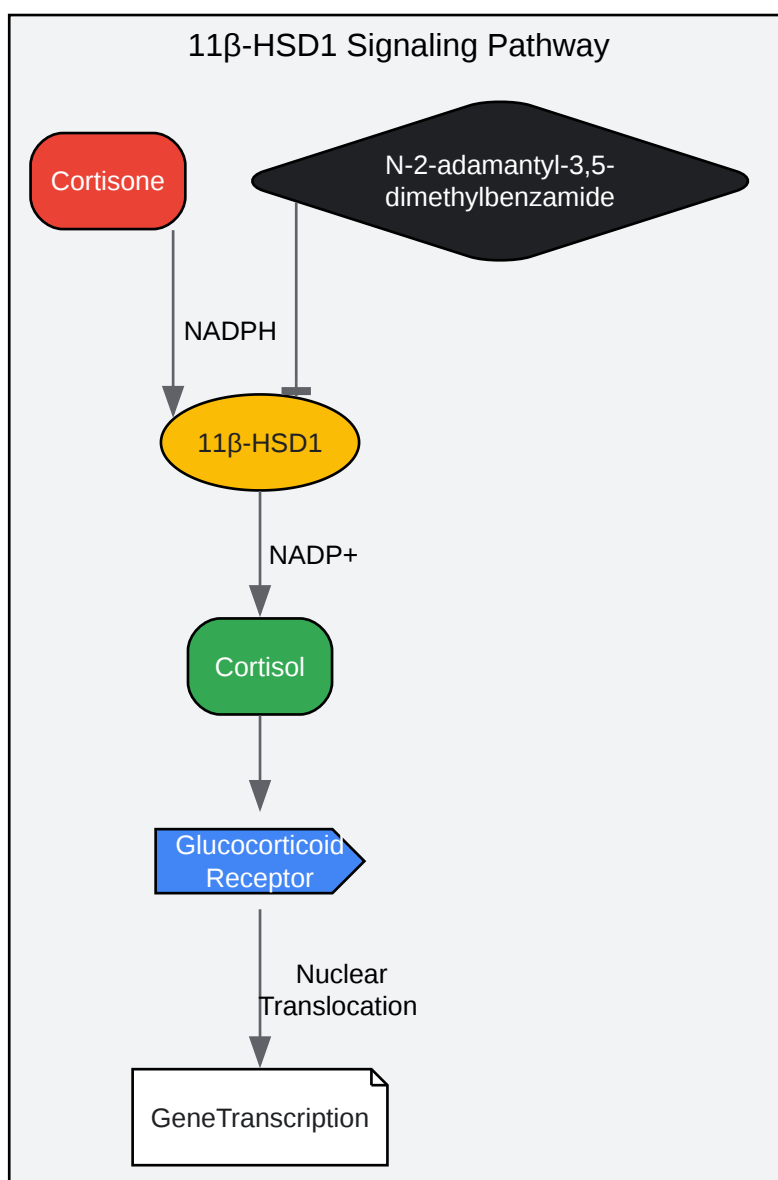 11β-HSD1 Signaling Pathway
Cortisone
N-2-adamantyl-3,5-
dimethylbenzamide
NADPH
11β-HSD1
NADP+
Cortisol
Glucocorticoid
Receptor
Nuclear
Translocation
GeneTranscription